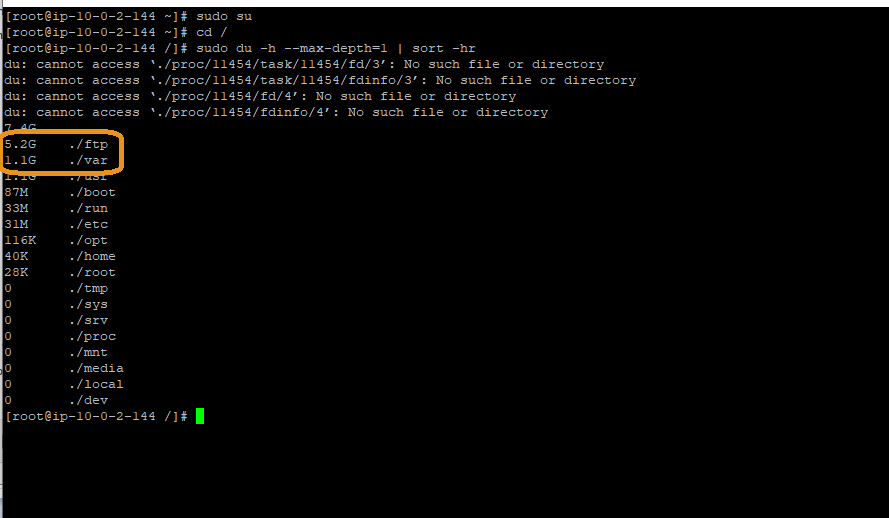 [root@ip-10-0-2-144 ~]# sudo su
[root@ip-10-0-2-144 ~]# cd /
[root@ip-10-0-2-144 /]# sudo du -h --max-depth=1 | sort -hr
du: cannot access ‘./proc/11454/task/11454/fd/3’: No such file or directory
du: cannot access ‘./proc/11454/task/11454/fdinfo/3’: No such file or directory
du: cannot access ‘./proc/11454/fd/4’: No such file or directory
du: cannot access ‘./proc/11454/fdinfo/4’: No such file or directory
7.4G
5.2G    ./ftp
1.1G    ./var
1.1G    ./usr
87M     ./boot
33M     ./run
31M     ./etc
116K    ./opt
40K     ./home
28K     ./root
0       ./tmp
0       ./sys
0       ./srv
0       ./proc
0       ./mnt
0       ./media
0       ./local
0       ./dev
[root@ip-10-0-2-144 /]#